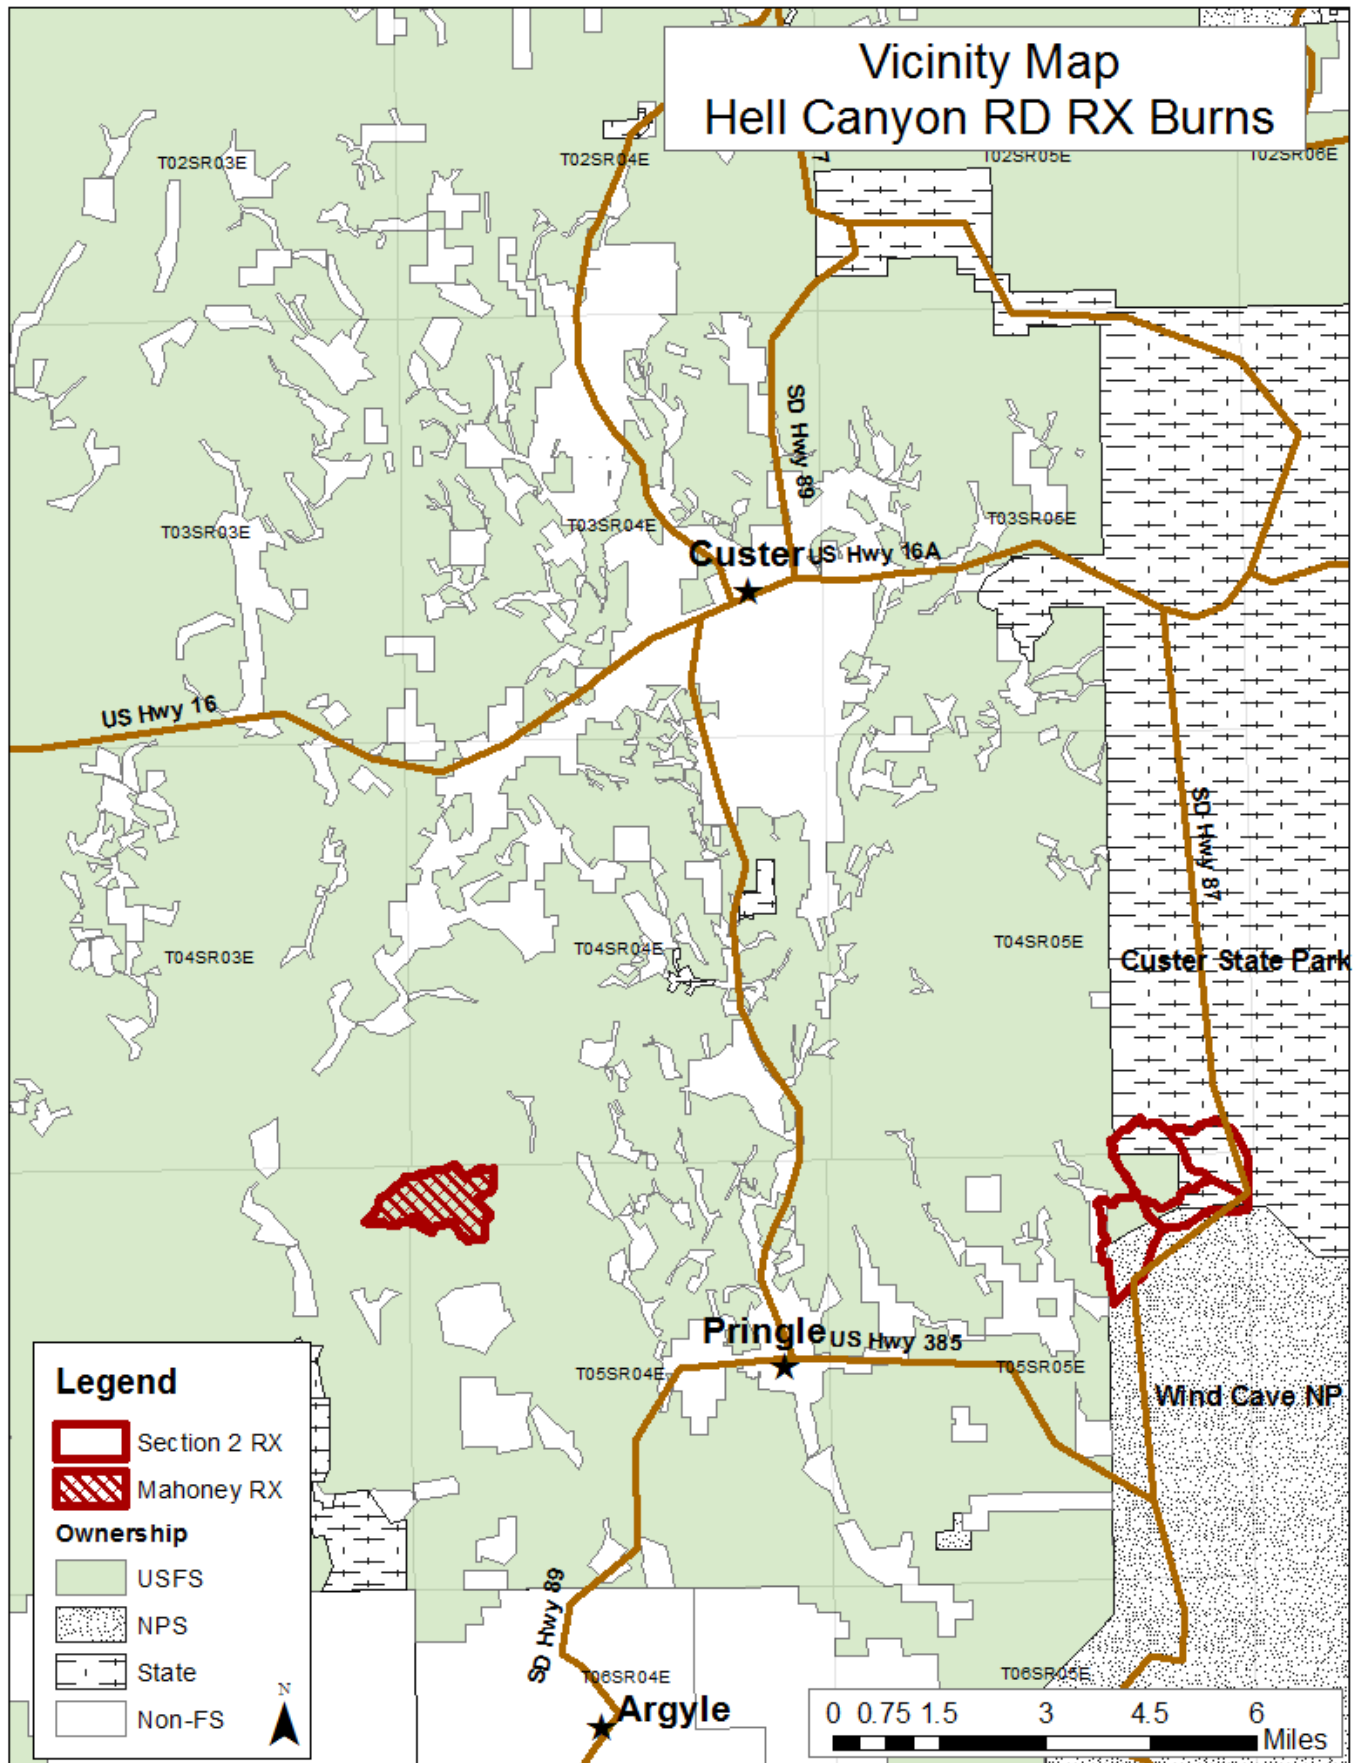 Vicinity Map
Hell Canyon RD RX Burns
T02SR03E
T02SR04E
7
T02SR05E
T02SR06E
SD Hwy 89
T03SR03E
T03SR04E
T03SR05E
Custer
US Hwy 16A
US Hwy 16
SD Hwy 87
T04SR03E
T04SR04E
T04SR05E
Custer State Park
Pringle
US Hwy 385
T05SR04E
T05SR05E
Wind Cave NP
Legend
Section 2 RX
Mahoney RX
Ownership
USFS
NPS
State
Non-FS
N
SD Hwy 89
T06SR04E
T06SR05E
Argyle
0 0.75 1.5 3 4.5 6
Miles